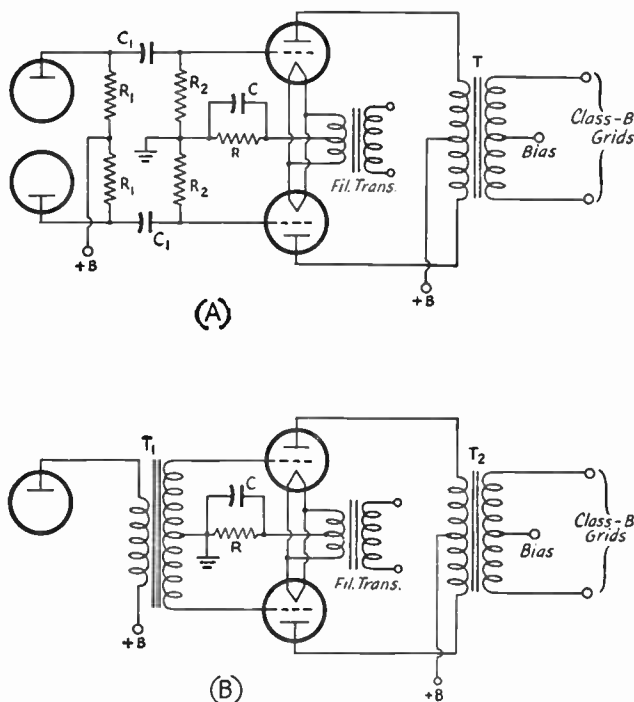 C₁
R₁
R₂
C
R
R₁
R₂
C₁
+B
Fil. Trans.
T
Bias
Class-B
Grids
+B
(A)
T₁
C
R
+B
Fil. Trans.
T₂
Bias
Class-B
Grids
+B
(B)